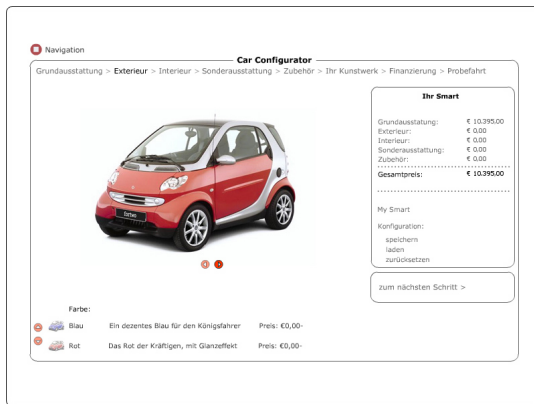 Navigation
Car Configurator
Grundausstattung > Exterieur > Interieur > Sonderausstattung > Zubehör > Ihr Kunstwerk > Finanzierung > Probefahrt
Ihr Smart
Grundausstatung: € 10.395.00
Exterieur: € 0,00
Interieur: € 0,00
Sonderausstattung: € 0,00
Zubehör: € 0,00
Gesamtpreis: € 10.395.00
My Smart
Konfiguration:
speichern
laden
zurücksetzen
zum nächsten Schritt >
Farbe:
Blau Ein dezentes Blau für den Königsfahrer Preis: €0,00-
Rot Das Rot der Kräftigen, mit Glanzeffekt Preis: €0,00-